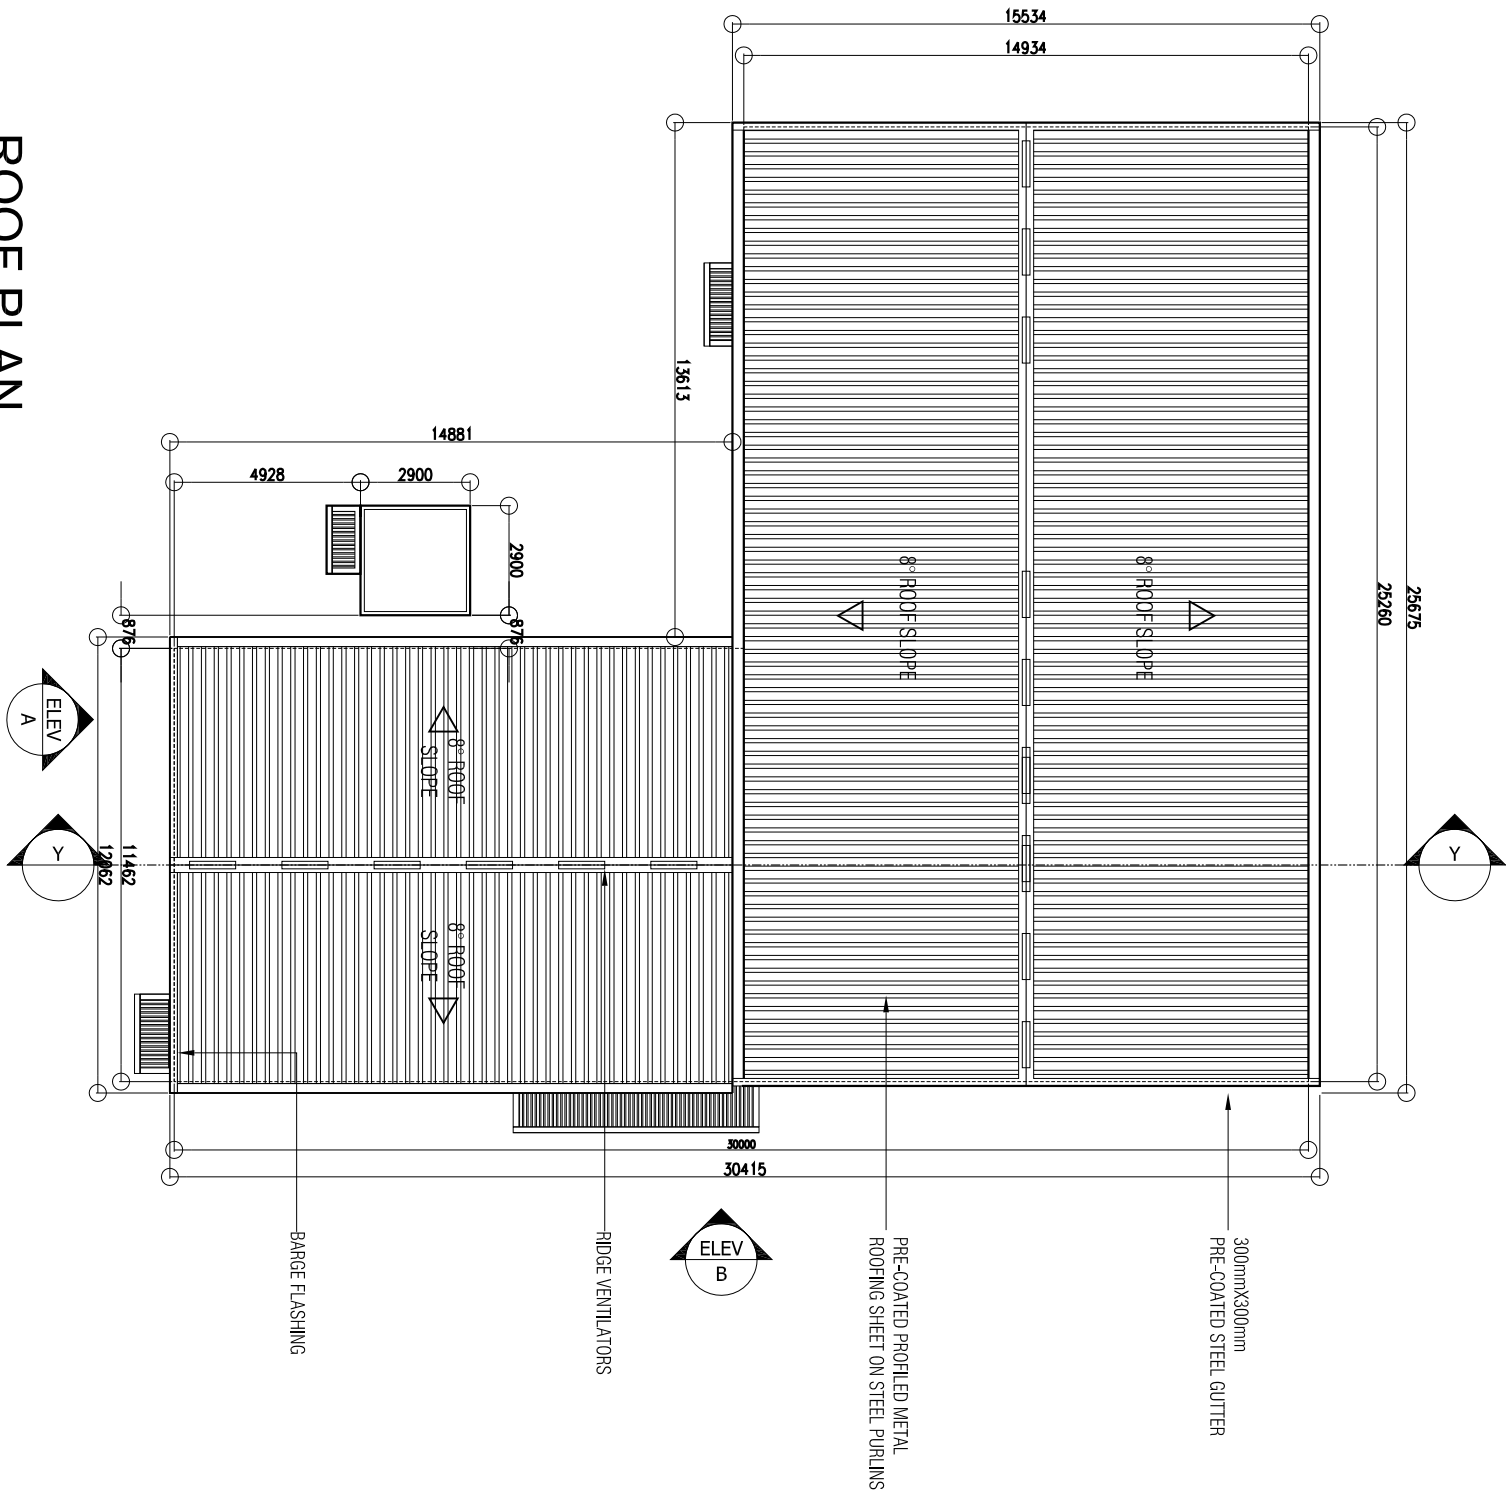 15534
14934
13613
25260
25675
14881
4928
2900
2900
876
876
8° ROOF SLOPE
8° ROOF SLOPE
8° ROOF
SLOPE
8° ROOF
SLOPE
ELEV
A
Y
Y
11462
12062
30000
30415
ELEV
B
300mmX300mm
PRE-COATED STEEL GUTTER
PRE-COATED PROFILED METAL
ROOFING SHEET ON STEEL PURLINS
RIDGE VENTILATORS
BARGE FLASHING
ROOF PLAN